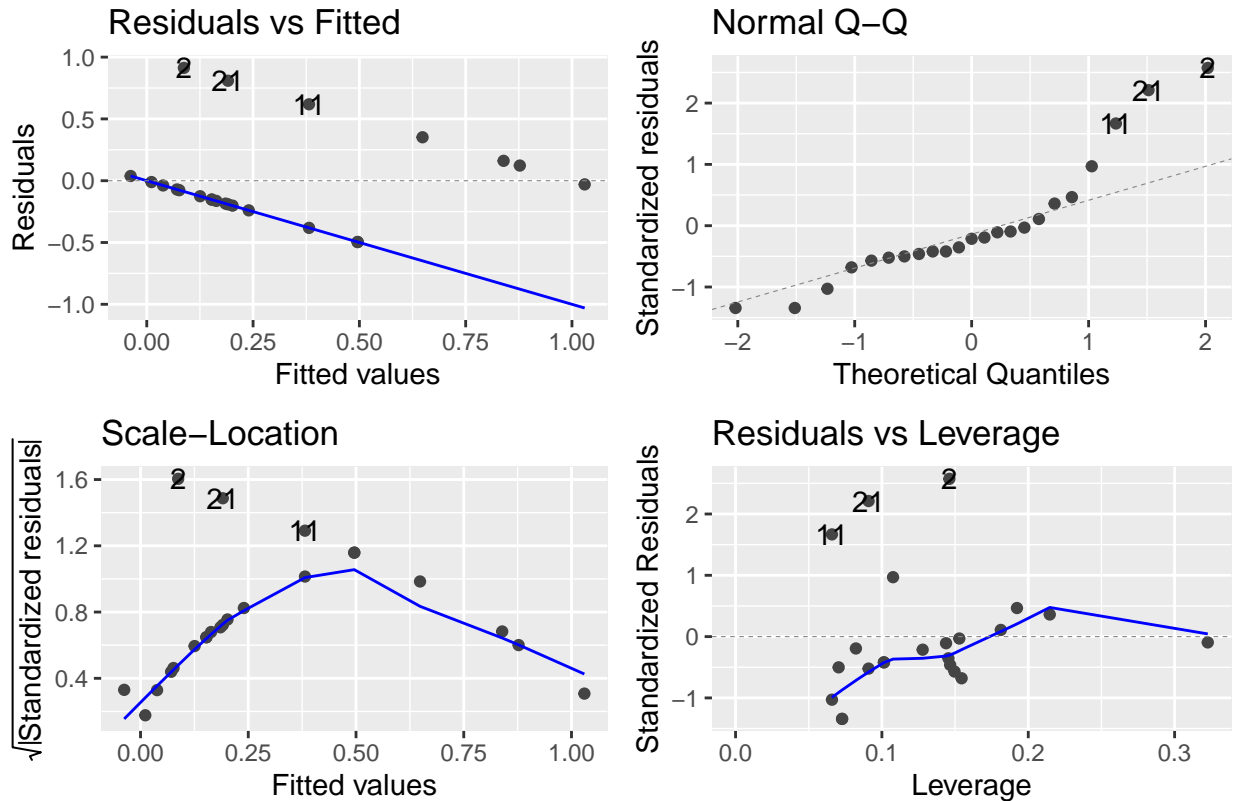 Residuals vs Fitted
1.0
0.5
0.0
−0.5
−1.0
Residuals
2
21
11
0.00 0.25 0.50 0.75 1.00
Fitted values
Normal Q−Q
2
1
0
−1
Standardized residuals
2
21
11
−2 −1 0 1 2
Theoretical Quantiles
Scale−Location
1.6
1.2
0.8
0.4
√|Standardized residuals|
2
21
11
0.00 0.25 0.50 0.75 1.00
Fitted values
Residuals vs Leverage
2
1
0
−1
Standardized Residuals
2
21
11
0.0 0.1 0.2 0.3
Leverage